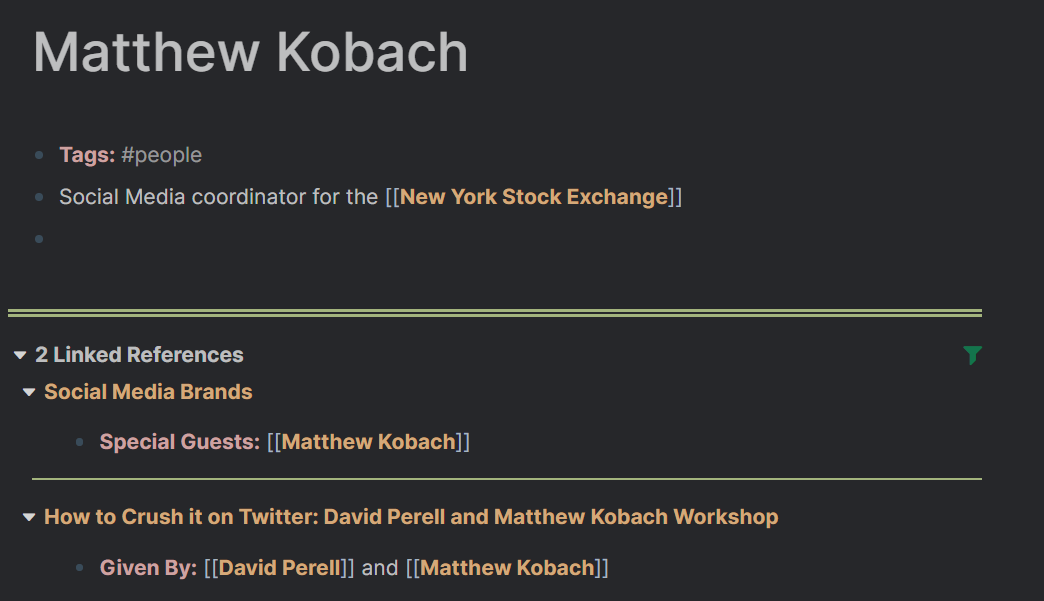 Matthew Kobach
Tags: #people
Social Media coordinator for the [[New York Stock Exchange]]
2 Linked References
Social Media Brands
Special Guests: [[Matthew Kobach]]
How to Crush it on Twitter: David Perell and Matthew Kobach Workshop
Given By: [[David Perell]] and [[Matthew Kobach]]